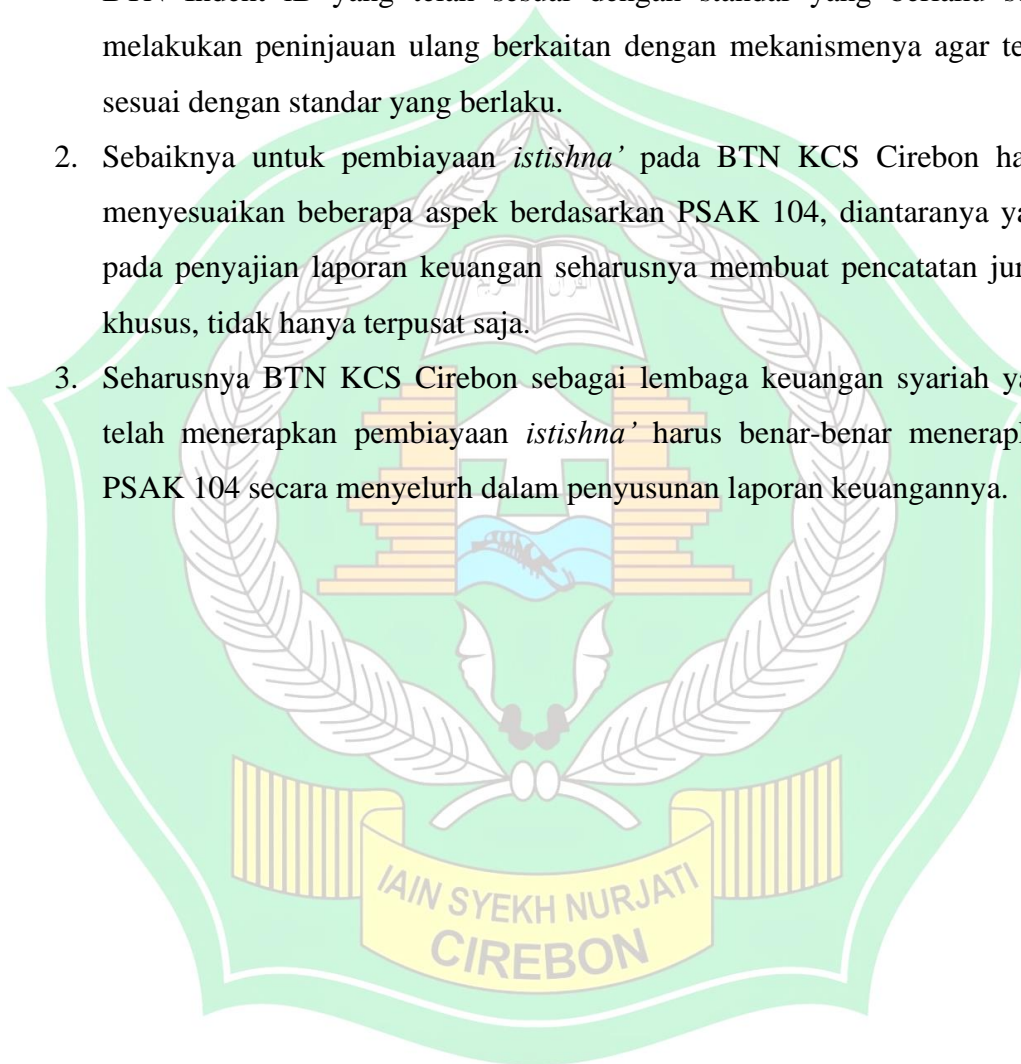 melakukan peninjauan ulang berkaitan dengan mekanismenya agar te
sesuai dengan standar yang berlaku.
2. Sebaiknya untuk pembiayaan istishna’ pada BTN KCS Cirebon ha
menyesuaikan beberapa aspek berdasarkan PSAK 104, diantaranya ya
pada penyajian laporan keuangan seharusnya membuat pencatatan jur
khusus, tidak hanya terpusat saja.
3. Seharusnya BTN KCS Cirebon sebagai lembaga keuangan syariah ya
telah menerapkan pembiayaan istishna’ harus benar-benar menerapk
PSAK 104 secara menyelurh dalam penyusunan laporan keuangannya.
IAIN SYEKH NURJATI
CIREBON